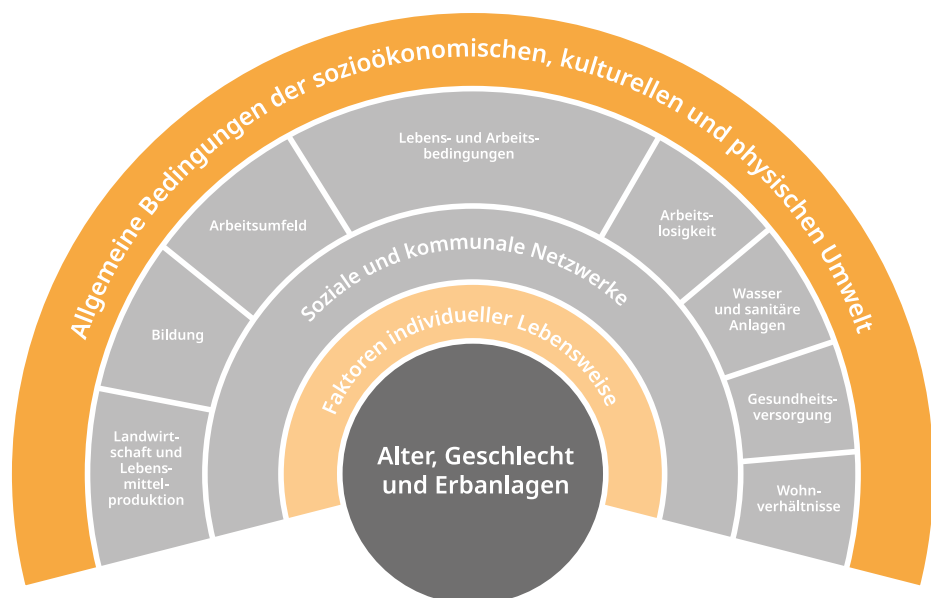 Allgemeine Bedingungen der sozioökonomischen, kulturellen und physischen Umwelt
Lebens- und Arbeits-
bedingungen
Arbeitsumfeld
Arbeits-
losigkeit
Bildung
Wasser
und sanitäre
Anlagen
Landwirt-
schaft und
Lebens-
mittel-
produktion
Gesundheits-
versorgung
Wohn-
verhältnisse
Soziale und kommunale Netzwerke
Faktoren individueller Lebensweise
Alter, Geschlecht
und Erbanlagen